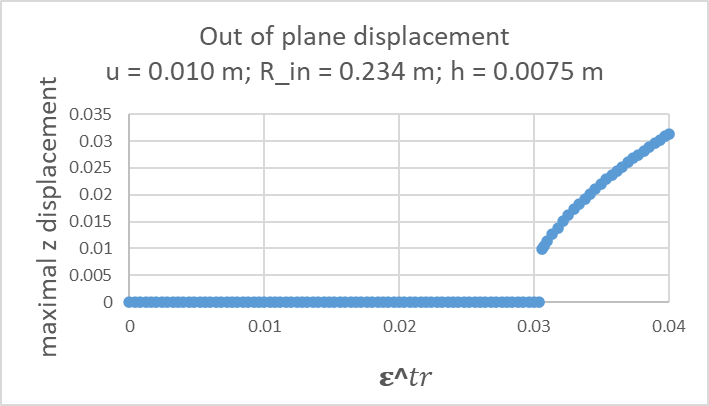 Out of plane displacement
u = 0.010 m; R_in = 0.234 m; h = 0.0075 m
maximal z displacement
0.035
0.03
0.025
0.02
0.015
0.01
0.005
0
0 0.01 0.02 0.03 0.04
ε^tr